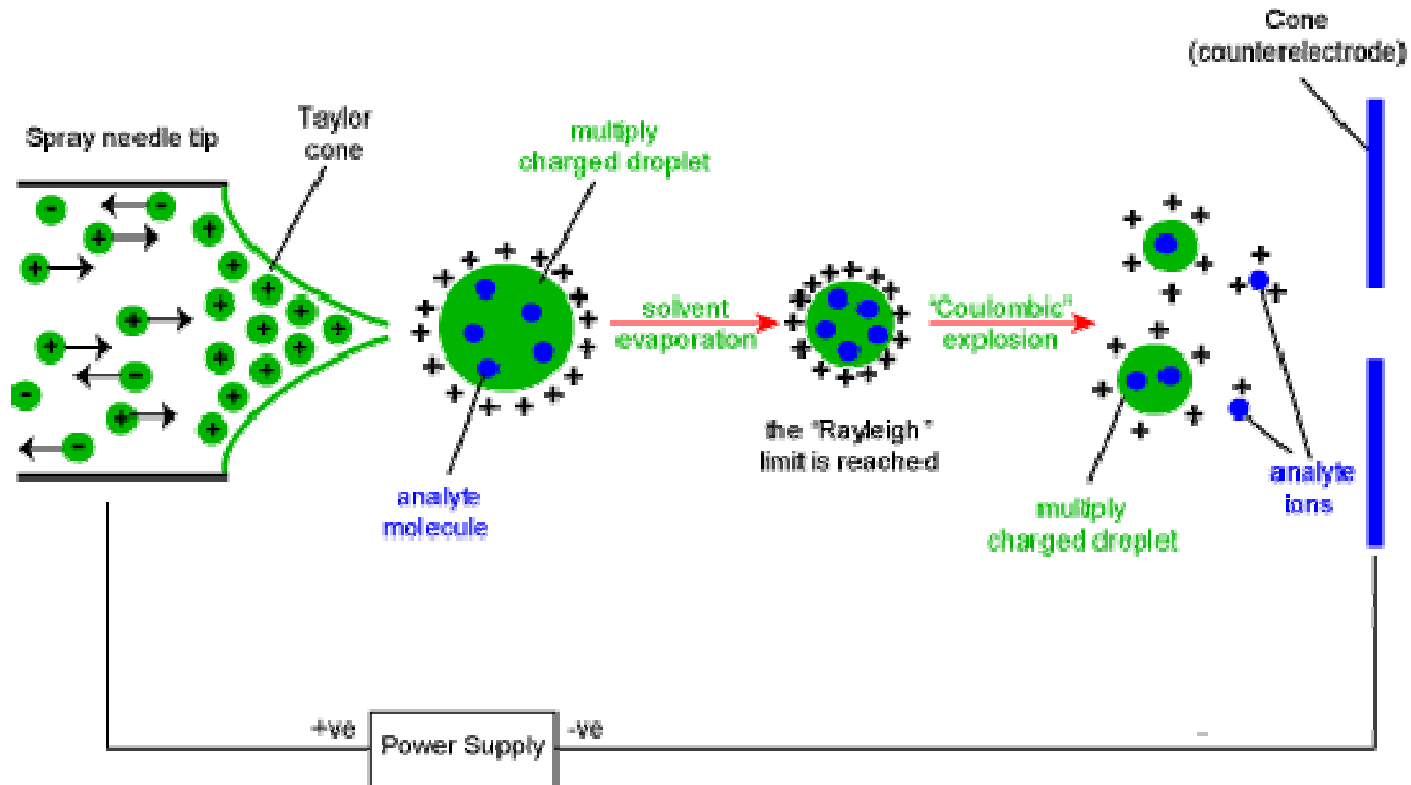 Cone
(counterelectrode)
Spray needle tip
Taylor
cone
multiply
charged droplet
solvent
evaporation
"Coulombic"
explosion
the "Rayleigh"
limit is reached
analyte
molecule
multiply
charged droplet
analyte
ions
+ve
Power Supply
-ve